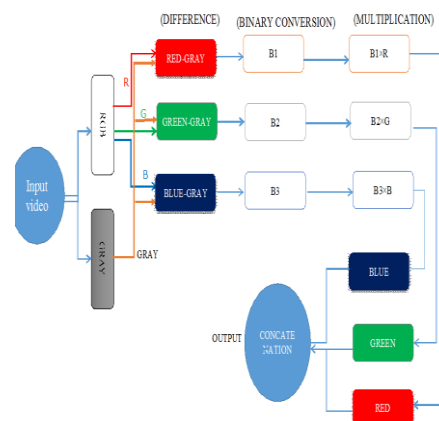 (DIFFERENCE) (BINARY CONVERSION) (MULTIPLICATION)
R
RED-GRAY
B1
B1×R
RGB
G
GREEN-GRAY
B2
B2×G
Input
video
B
BLUE-GRAY
B3
B3×B
GRAY
GRAY
BLUE
OUTPUT
CONCATE
NATION
GREEN
RED